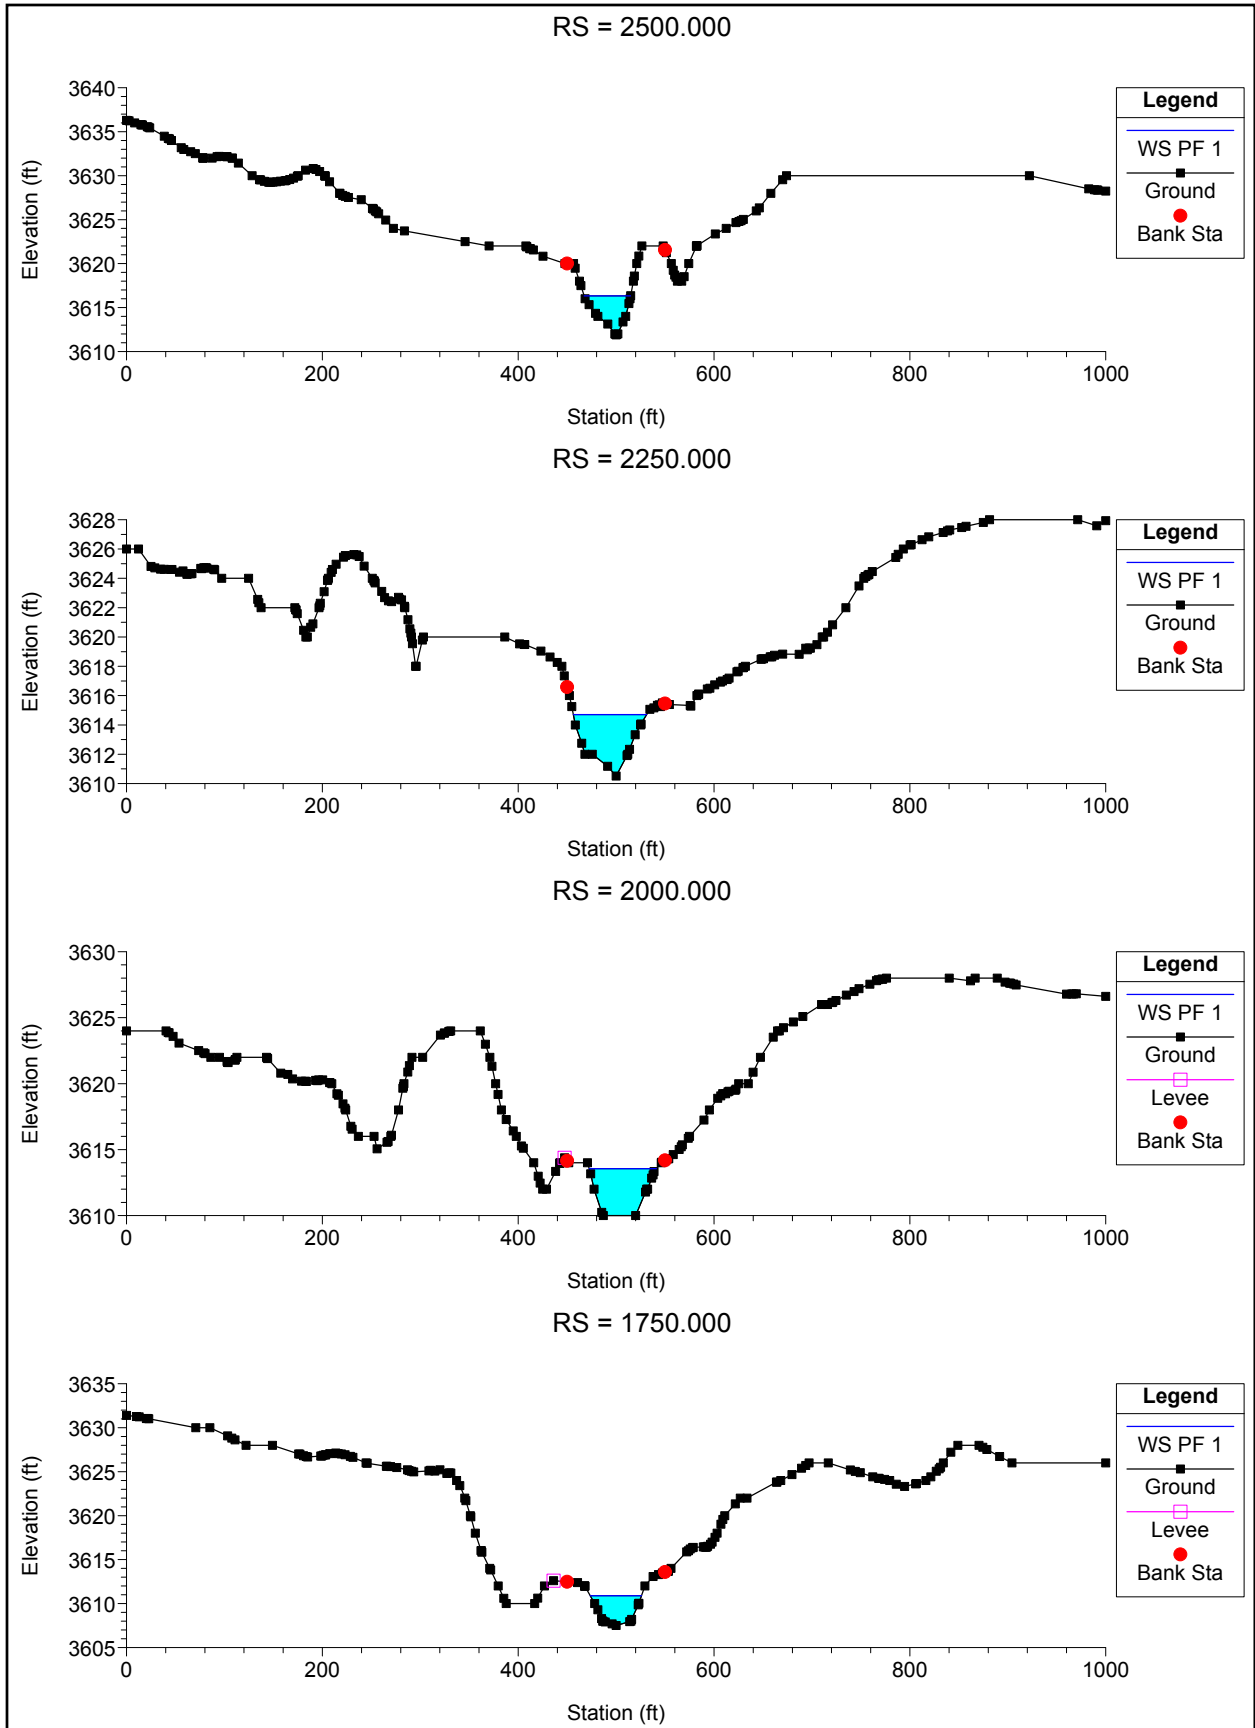 RS = 2500.000
Elevation (ft)
3640
3635
3630
3625
3620
3615
3610
0 200 400 600 800 1000
Station (ft)
Legend
WS PF 1
Ground
Bank Sta
RS = 2250.000
Elevation (ft)
3628
3626
3624
3622
3620
3618
3616
3614
3612
3610
0 200 400 600 800 1000
Station (ft)
Legend
WS PF 1
Ground
Bank Sta
RS = 2000.000
Elevation (ft)
3630
3625
3620
3615
3610
0 200 400 600 800 1000
Station (ft)
Legend
WS PF 1
Ground
Levee
Bank Sta
RS = 1750.000
Elevation (ft)
3635
3630
3625
3620
3615
3610
3605
0 200 400 600 800 1000
Station (ft)
Legend
WS PF 1
Ground
Levee
Bank Sta